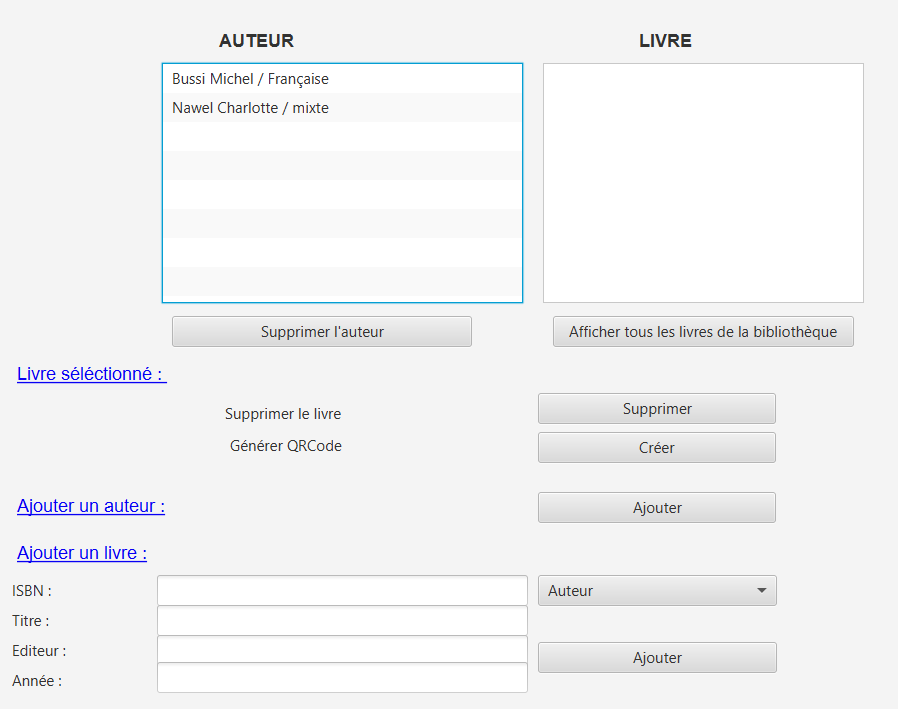 AUTEUR
LIVRE
Bussi Michel / Française
Nawel Charlotte / mixte
Supprimer l'auteur
Afficher tous les livres de la bibliothèque
Livre séléctionné :
Supprimer le livre
Supprimer
Générer QRCode
Créer
Ajouter un auteur :
Ajouter
Ajouter un livre :
ISBN :
Auteur
Titre :
Editeur :
Ajouter
Année :